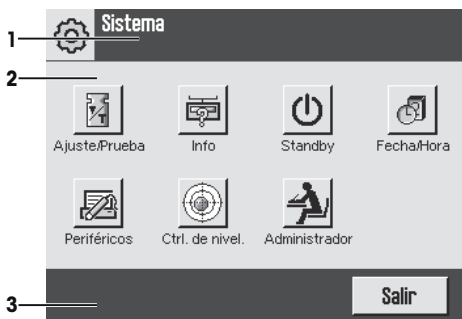 Sistema
1
2
Ajuste/Prueba Info Standby Fecha/Hora
Periféricos Ctrl. de nivel. Administrador
3 Salir